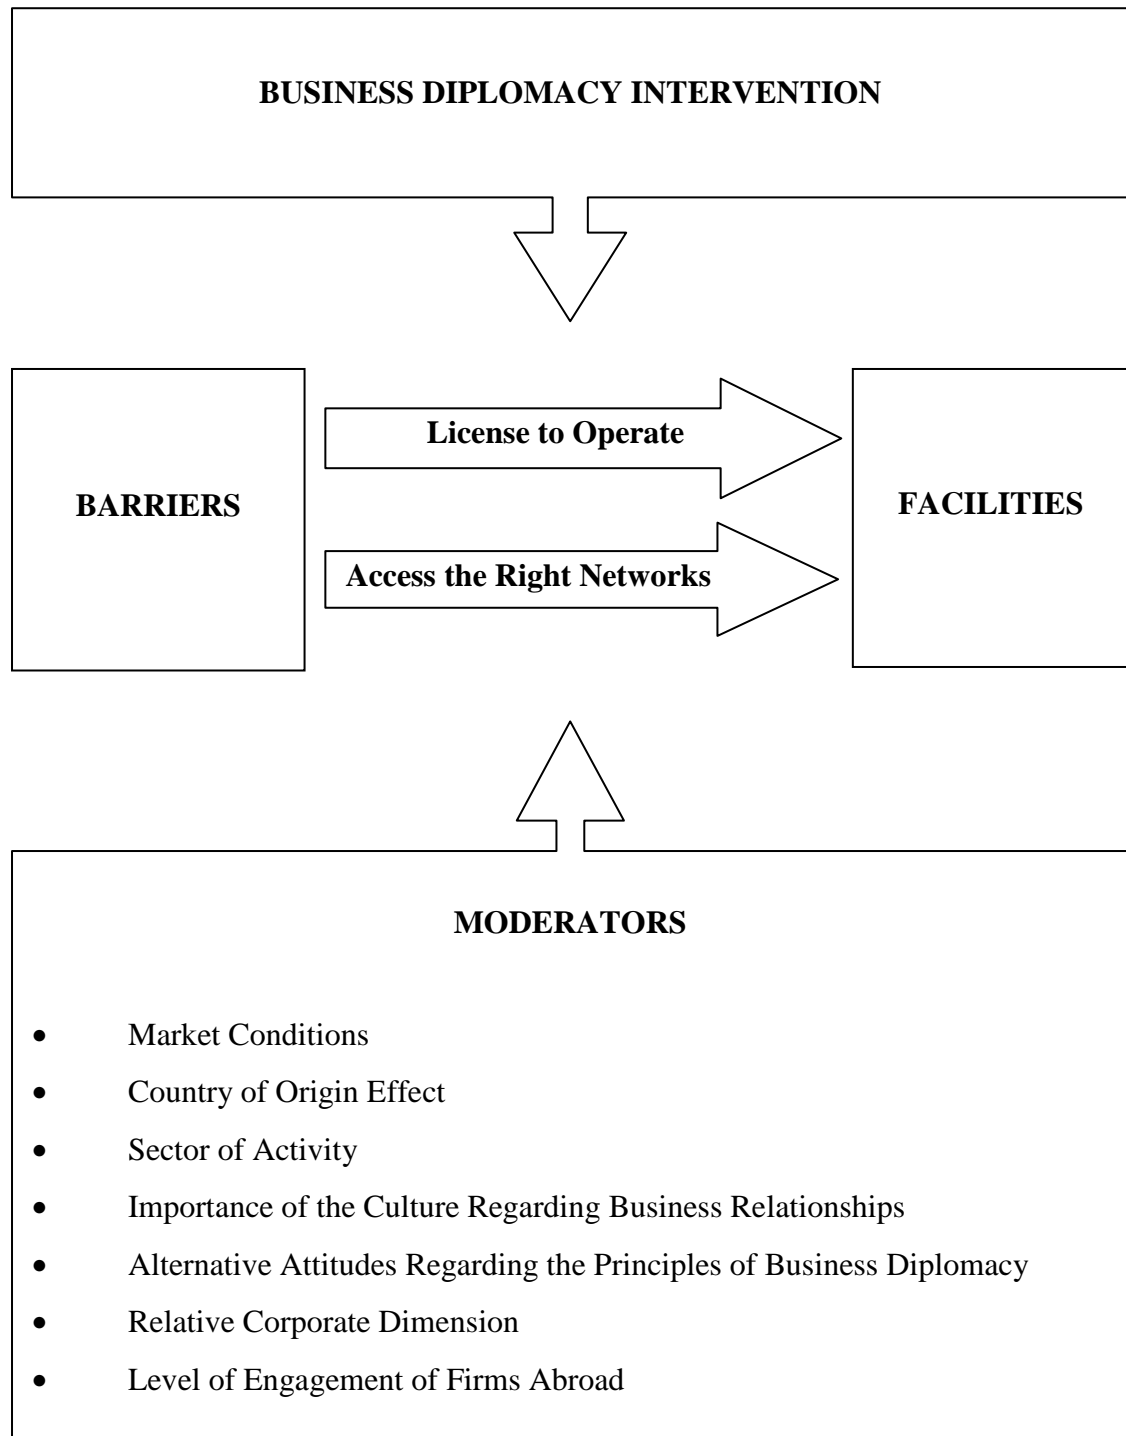 BUSINESS DIPLOMACY INTERVENTION
License to Operate
BARRIERS
FACILITIES
Access the Right Networks
MODERATORS
• Market Conditions
• Country of Origin Effect
• Sector of Activity
• Importance of the Culture Regarding Business Relationships
• Alternative Attitudes Regarding the Principles of Business Diplomacy
• Relative Corporate Dimension
• Level of Engagement of Firms Abroad